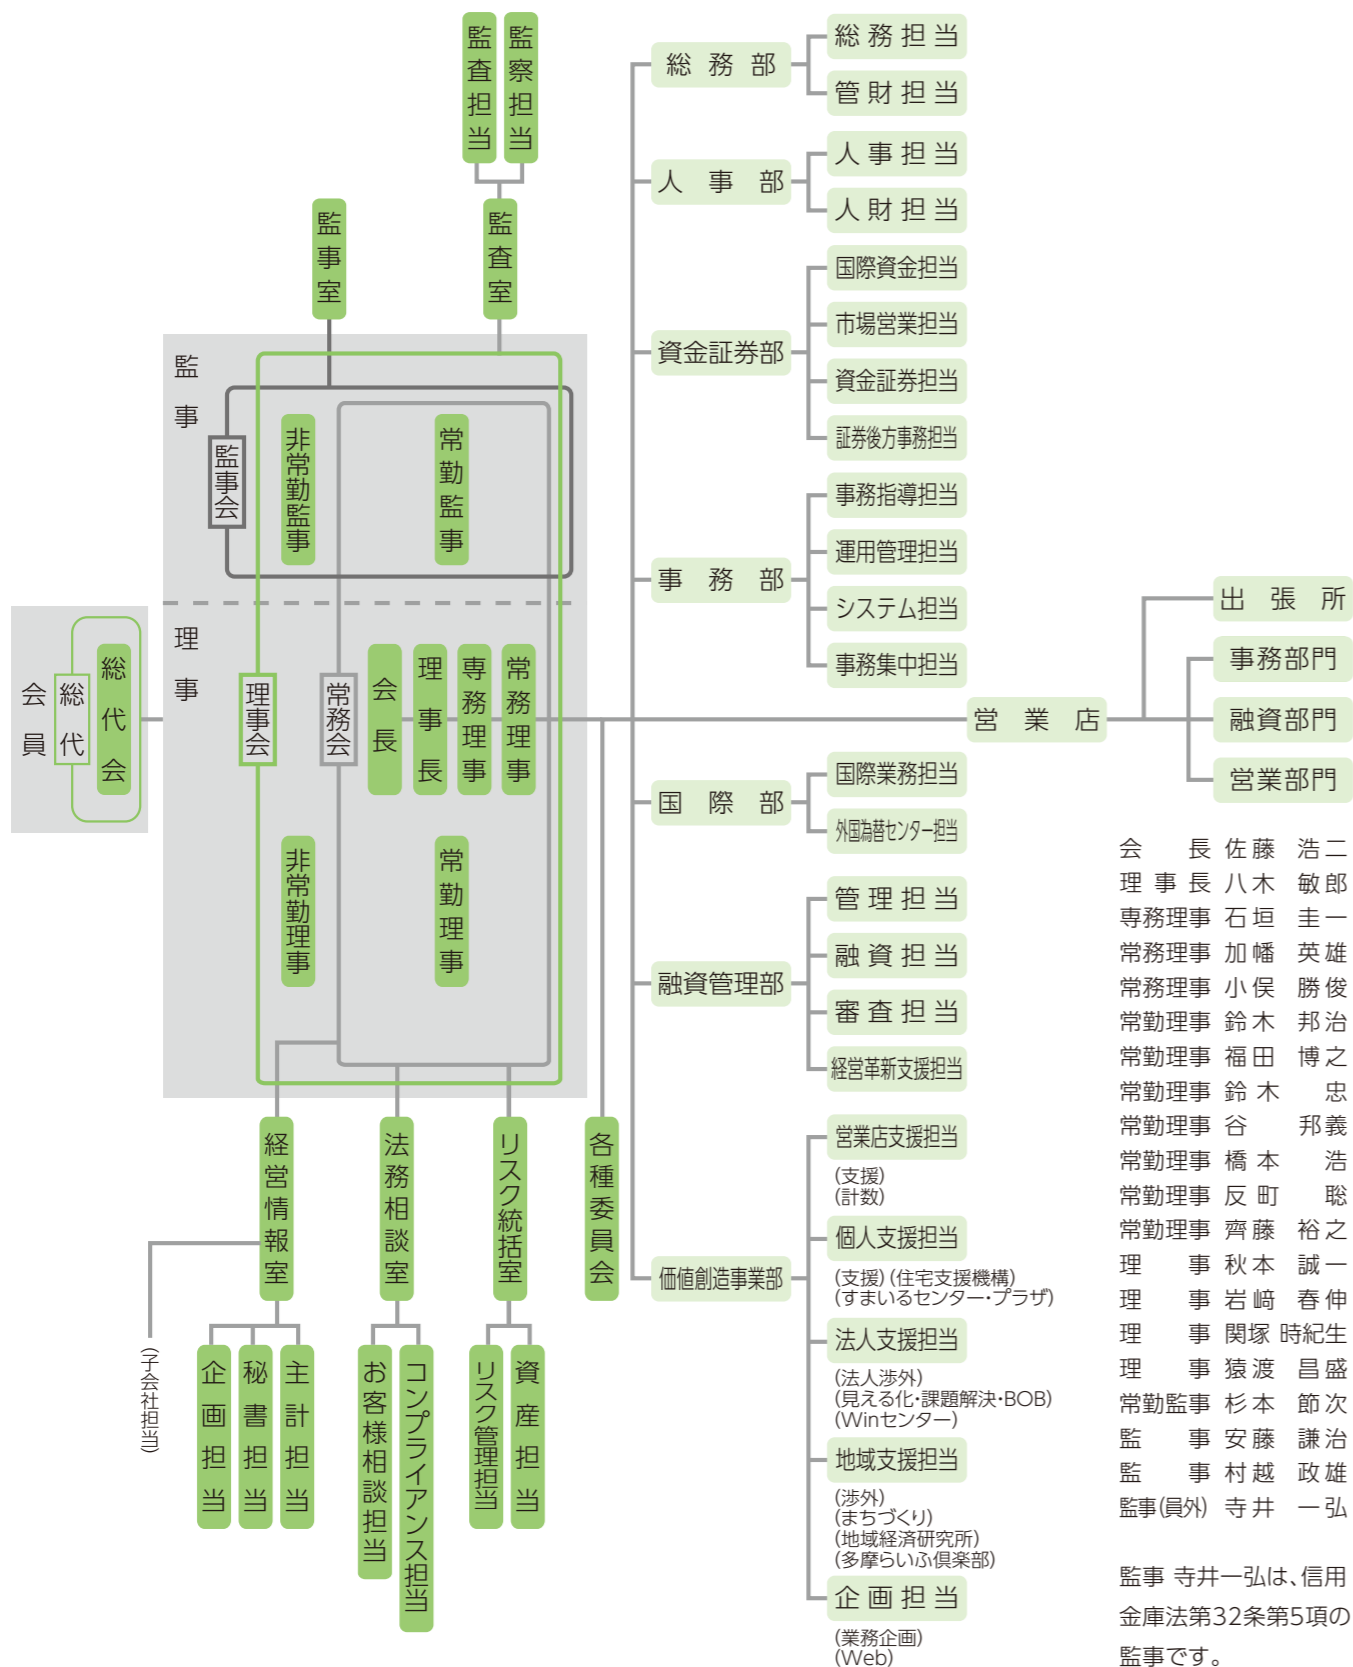 監査担当
監察担当
監事室
監査室
監事
監事会
非常勤監事
常勤監事
会員
総代
総代会
理事
理事会
常務会
会長
理事長
専務理事
常務理事
非常勤理事
常勤理事
経営情報室
法務相談室
リスク統括室
各種委員会
(子会社担当)
企画担当
秘書担当
主計担当
お客様相談担当
コンプライアンス担当
リスク管理担当
資産担当
総務部
総務担当
管財担当
人事部
人事担当
人財担当
資金証券部
国際資金担当
市場営業担当
資金証券担当
証券後方事務担当
事務部
事務指導担当
運用管理担当
システム担当
事務集中担当
営業店
出張所
事務部門
融資部門
営業部門
国際部
国際業務担当
外国為替センター担当
融資管理部
管理担当
融資担当
審査担当
経営革新支援担当
価値創造事業部
営業店支援担当
(支援)
(計数)
個人支援担当
(支援)(住宅支援機構)
(すまいるセンター・プラザ)
法人支援担当
(法人渉外)
(見える化・課題解決・BOB)
(Winセンター)
地域支援担当
(渉外)
(まちづくり)
(地域経済研究所)
(多摩らいふ倶楽部)
企画担当
(業務企画)
(Web)
会長 佐藤 浩二
理事長 八木 敏郎
専務理事 石垣 圭一
常務理事 加幡 英雄
常務理事 小俣 勝俊
常勤理事 鈴木 邦治
常勤理事 福田 博之
常勤理事 鈴木 忠
常勤理事 谷 邦義
常勤理事 橋本 浩
常勤理事 反町 聡
常勤理事 齊藤 裕之
理事 秋本 誠一
理事 岩﨑 春伸
理事 関塚 時紀生
理事 猿渡 昌盛
常勤監事 杉本 節次
監事 安藤 謙治
監事 村越 政雄
監事(員外) 寺井 一弘
監事 寺井一弘は、信用
金庫法第32条第5項の
監事です。